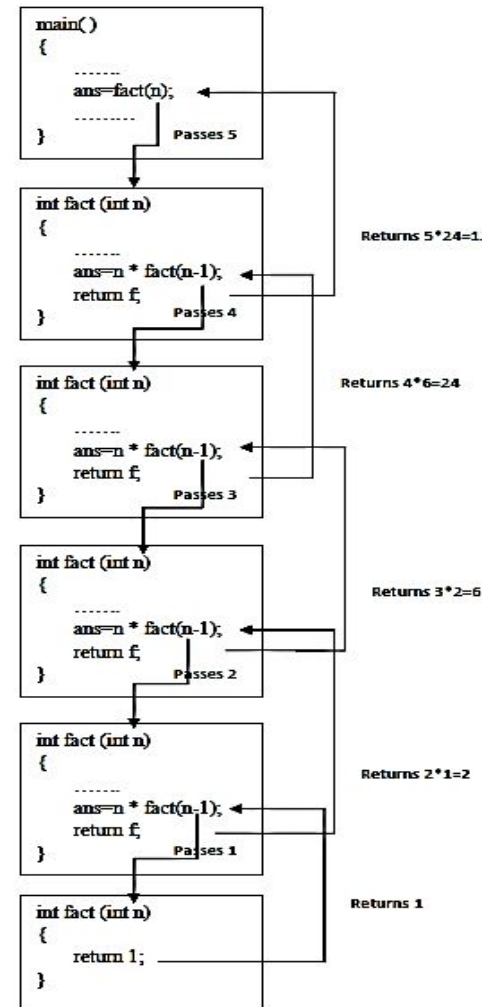 main()
{
.......
ans=fact(n);
.........
}
Passes 5
int fact (int n)
{
.......
ans=n * fact(n-1);
return f;
}
Passes 4
Returns 5*24=1
int fact (int n)
{
.......
ans=n * fact(n-1);
return f;
}
Passes 3
Returns 4*6=24
int fact (int n)
{
.......
ans=n * fact(n-1);
return f;
}
Passes 2
Returns 3*2=6
int fact (int n)
{
.......
ans=n * fact(n-1);
return f;
}
Passes 1
Returns 2*1=2
int fact (int n)
{
return 1;
}
Returns 1